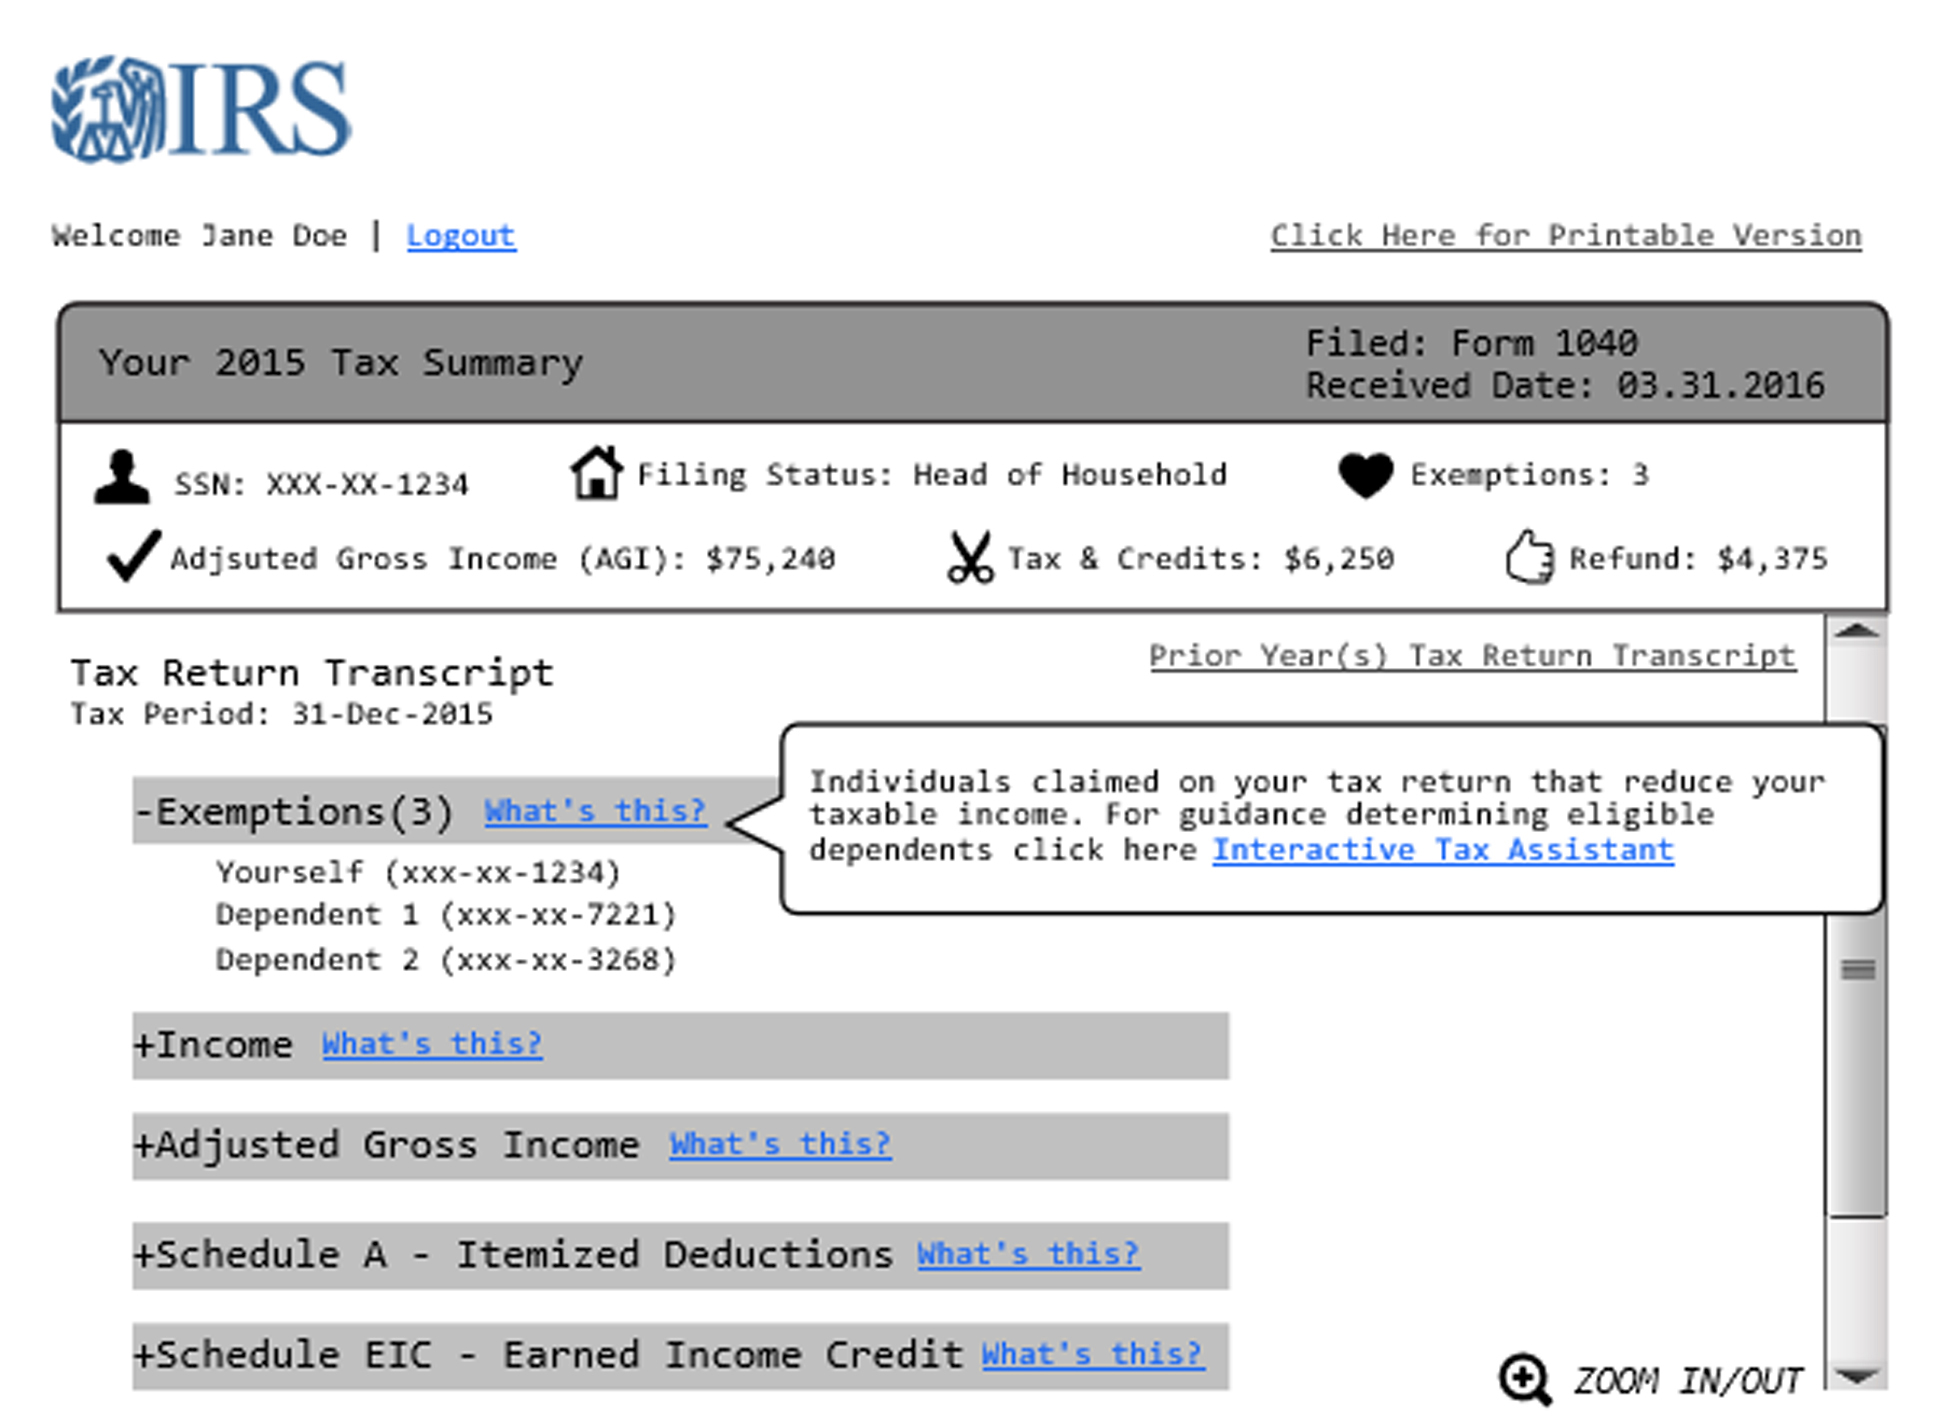 IRS
Welcome Jane Doe | Logout
Click Here for Printable Version
Your 2015 Tax Summary
Filed: Form 1040
Received Date: 03.31.2016
SSN: XXX-XX-1234
Filing Status: Head of Household
Exemptions: 3
Adjsuted Gross Income (AGI): $75,240
Tax & Credits: $6,250
Refund: $4,375
Prior Year(s) Tax Return Transcript
Tax Return Transcript
Tax Period: 31-Dec-2015
-Exemptions(3) What's this?
Individuals claimed on your tax return that reduce your
taxable income. For guidance determining eligible
dependents click here Interactive Tax Assistant
Yourself (xxx-xx-1234)
Dependent 1 (xxx-xx-7221)
Dependent 2 (xxx-xx-3268)
+Income What's this?
+Adjusted Gross Income What's this?
+Schedule A - Itemized Deductions What's this?
+Schedule EIC - Earned Income Credit What's this?
ZOOM IN/OUT